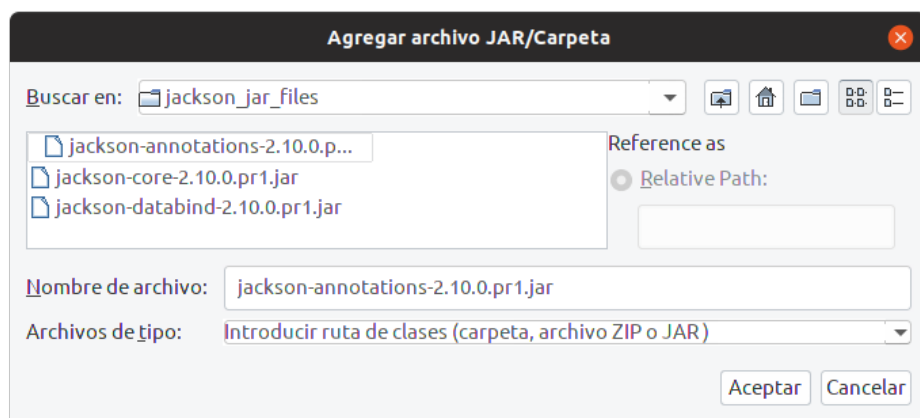 Agregar archivo JAR/Carpeta
Buscar en: jackson_jar_files
jackson-annotations-2.10.0.p...
jackson-core-2.10.0.pr1.jar
jackson-databind-2.10.0.pr1.jar
Reference as
Relative Path:
Nombre de archivo: jackson-annotations-2.10.0.pr1.jar
Archivos de tipo: Introducir ruta de clases (carpeta, archivo ZIP o JAR)
Aceptar Cancelar